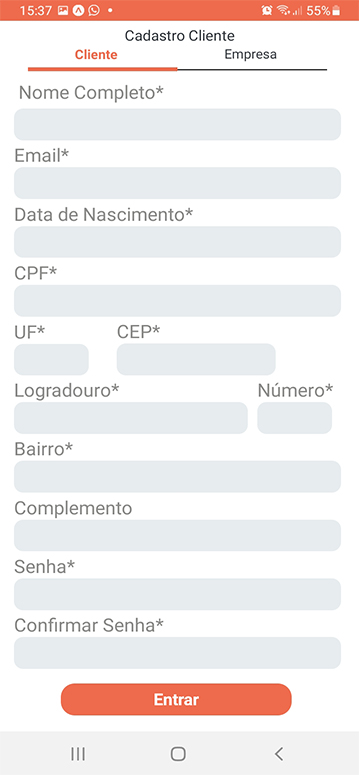 15:37 55%
Cadastro Cliente
Cliente Empresa
Nome Completo*
Email*
Data de Nascimento*
CPF*
UF* CEP*
Logradouro* Número*
Bairro*
Complemento
Senha*
Confirmar Senha*
Entrar